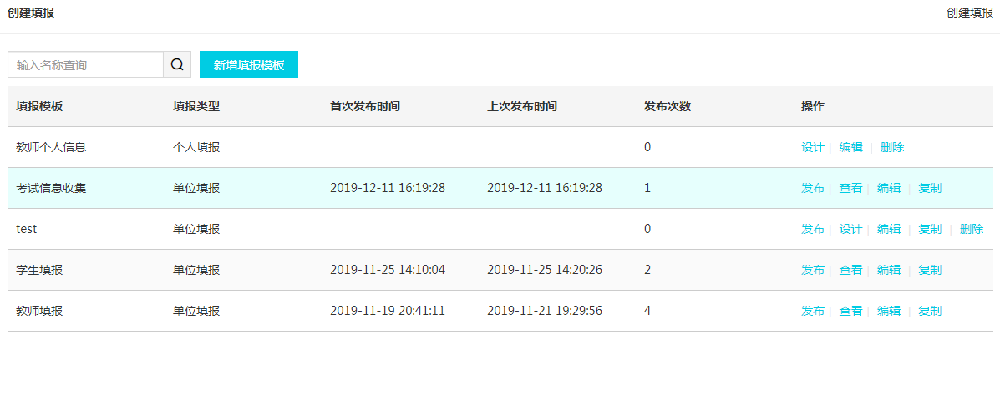 创建填报 创建填报
输入名称查询 新增填报模板
填报模板 填报类型 首次发布时间 上次发布时间 发布次数 操作
教师个人信息 个人填报 0 设计 | 编辑 | 删除
考试信息收集 单位填报 2019-12-11 16:19:28 2019-12-11 16:19:28 1 发布 | 查看 | 编辑 | 复制
test 单位填报 0 发布 | 设计 | 编辑 | 复制 | 删除
学生填报 单位填报 2019-11-25 14:10:04 2019-11-25 14:20:26 2 发布 | 查看 | 编辑 | 复制
教师填报 单位填报 2019-11-19 20:41:11 2019-11-21 19:29:56 4 发布 | 查看 | 编辑 | 复制